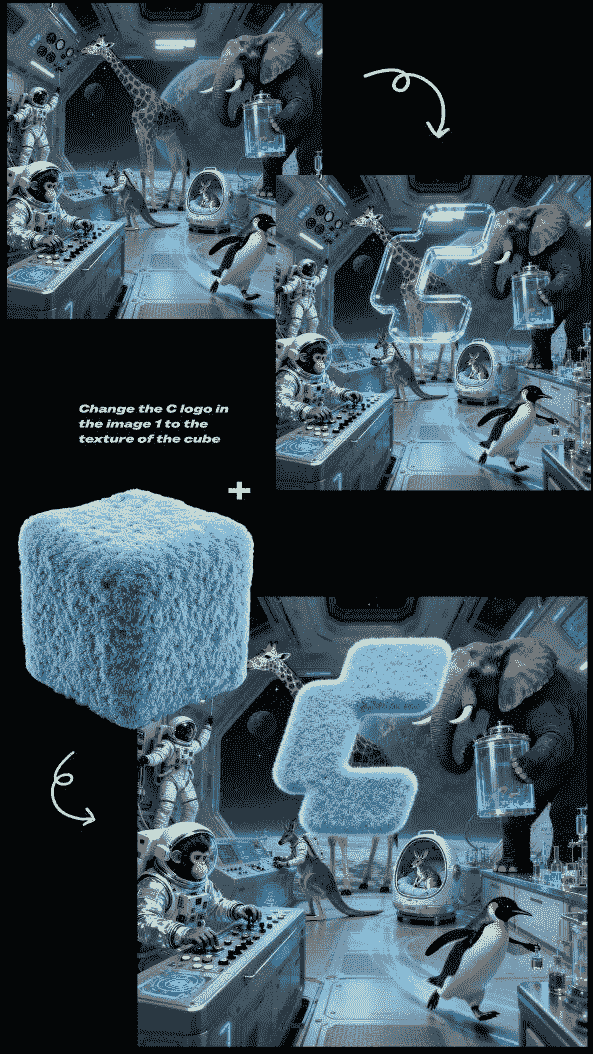 Change the C logo in
the image 1 to the
texture of the cube
+